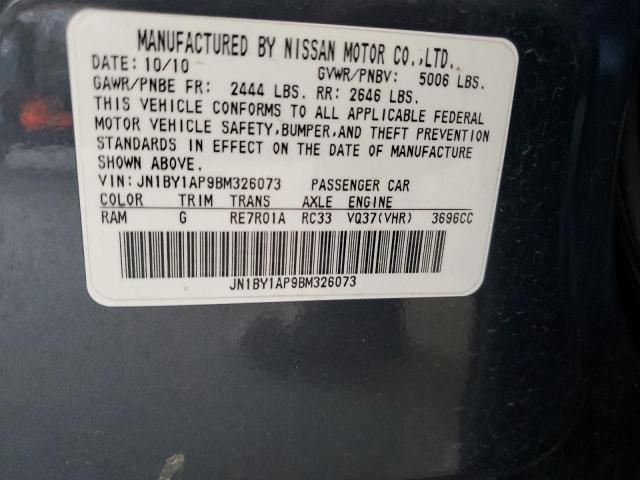 MANUFACTURED BY NISSAN MOTOR CO.,LTD.
DATE: 10/10 GVWR/PNBV: 5006 LBS.
GAWR/PNBE FR: 2444 LBS. RR: 2646 LBS.
THIS VEHICLE CONFORMS TO ALL APPLICABLE FEDERAL
MOTOR VEHICLE SAFETY,BUMPER,AND THEFT PREVENTION
STANDARDS IN EFFECT ON THE DATE OF MANUFACTURE
SHOWN ABOVE.
VIN:JN1BY1AP9BM326073 PASSENGER CAR
COLOR TRIM TRANS AXLE ENGINE
RAM G RE7R01A RC33 VQ37(VHR) 3696CC
JN1BY1AP9BM326073